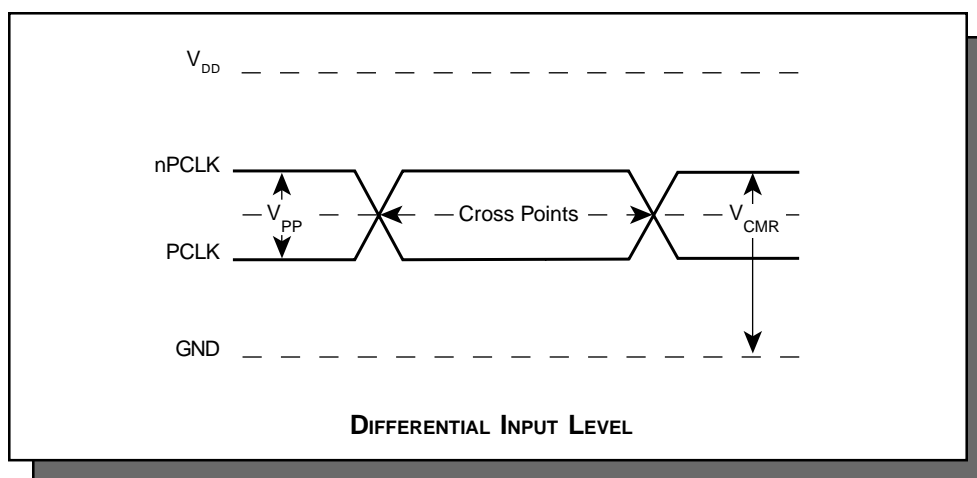 VDD
nPCLK
VPP
Cross Points
VCMR
PCLK
GND
DIFFERENTIAL INPUT LEVEL